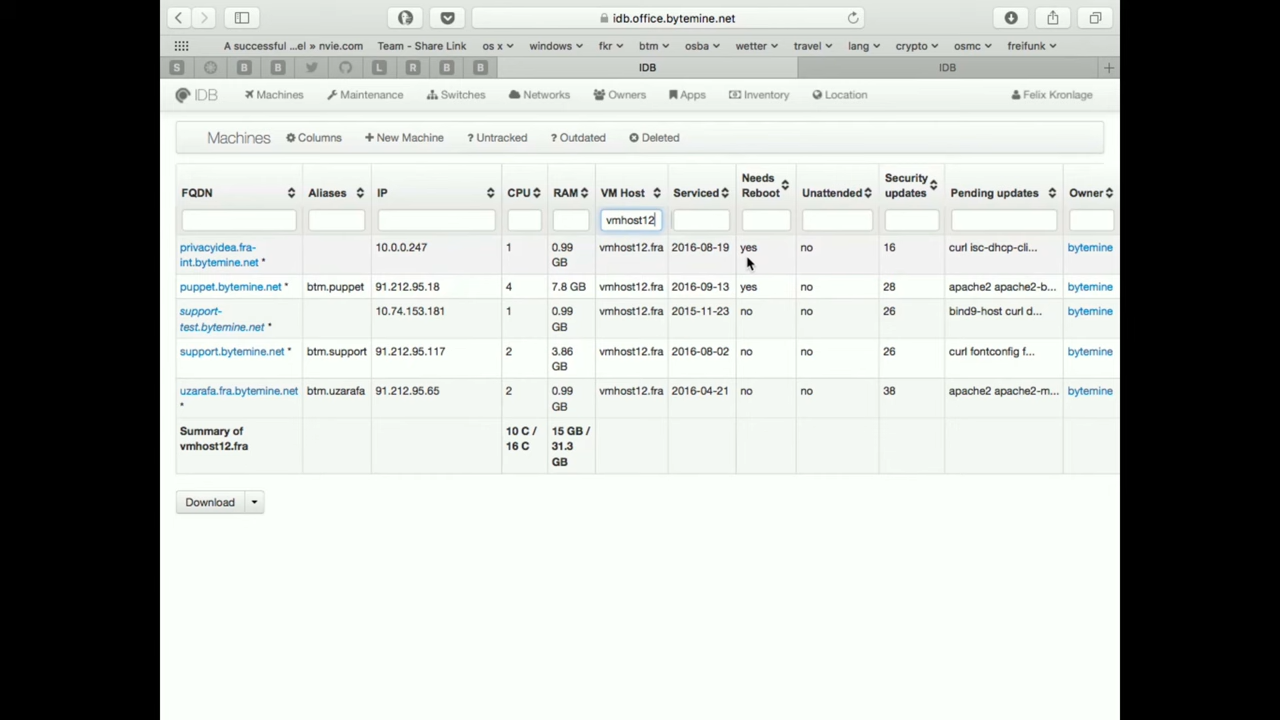 idb.office.bytemine.net
A successful ...el » nvie.com Team - Share Link os x windows fkr btm osba wetter travel lang crypto osmc freifunk
S B B L R B B IDB IDB +
IDB Machines Maintenance Switches Networks Owners Apps Inventory Location Felix Kronlage
Machines Columns + New Machine ? Untracked ? Outdated Deleted
FQDN Aliases IP CPU RAM VM Host Serviced Needs Reboot Unattended Security updates Pending updates Owner
vmhost12
privacyidea.fra-int.bytemine.net * 10.0.0.247 1 0.99 GB vmhost12.fra 2016-08-19 yes no 16 curl isc-dhcp-cli... bytemine
puppet.bytemine.net * btm.puppet 91.212.95.18 4 7.8 GB vmhost12.fra 2016-09-13 yes no 28 apache2 apache2-b... bytemine
support-test.bytemine.net * 10.74.153.181 1 0.99 GB vmhost12.fra 2015-11-23 no no 26 bind9-host curl d... bytemine
support.bytemine.net * btm.support 91.212.95.117 2 3.86 GB vmhost12.fra 2016-08-02 no no 26 curl fontconfig f... bytemine
uzarafa.fra.bytemine.net * btm.uzarafa 91.212.95.65 2 0.99 GB vmhost12.fra 2016-04-21 no no 38 apache2 apache2-m... bytemine
Summary of vmhost12.fra 10 C / 16 C 15 GB / 31.3 GB
Download